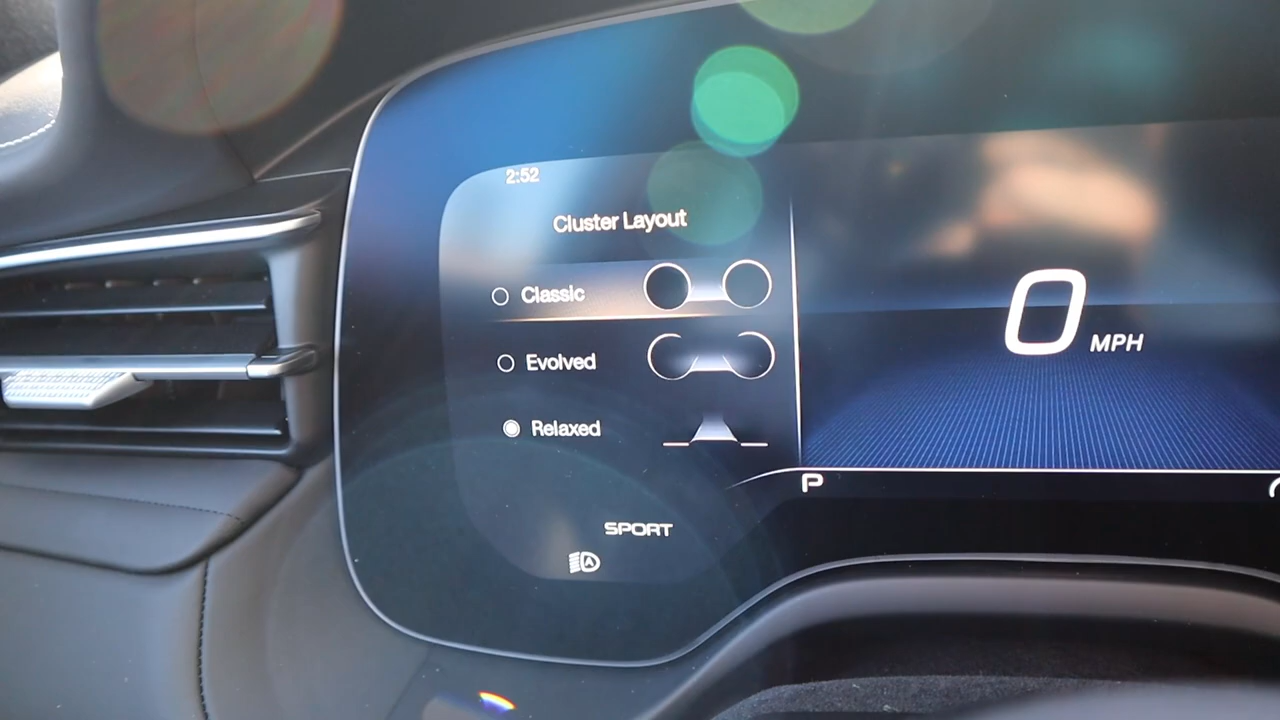 2:52
Cluster Layout
Classic
Evolved
Relaxed
0 MPH
P
SPORT
A